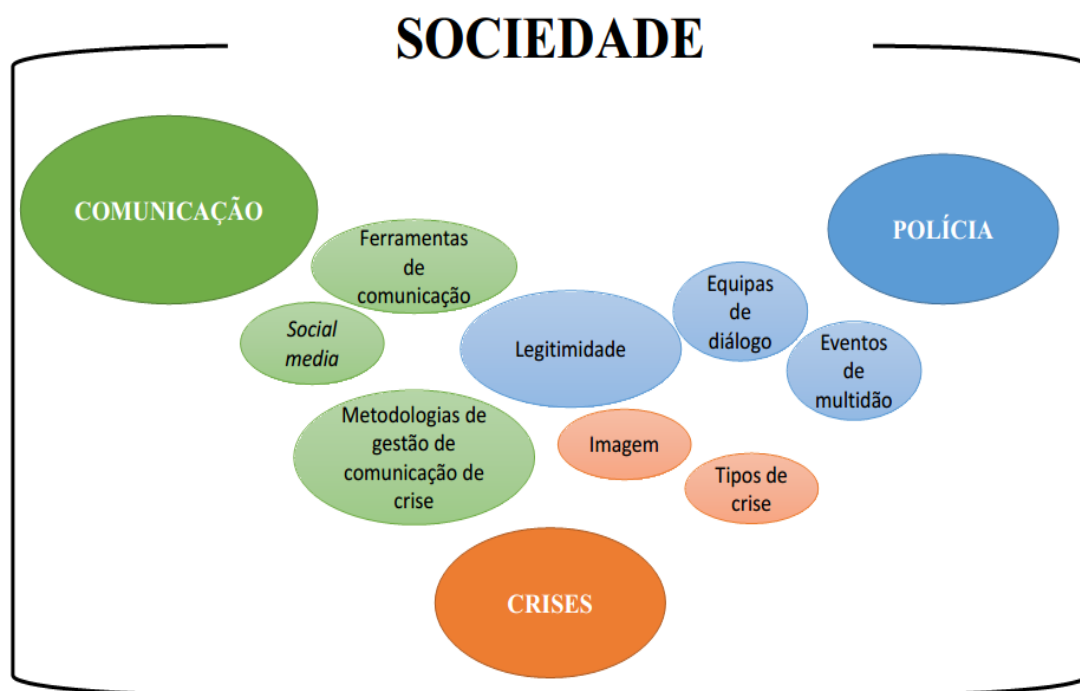 SOCIEDADE
COMUNICAÇÃO
POLÍCIA
Ferramentas
de
comunicação
Social
media
Legitimidade
Equipas
de
diálogo
Eventos
de
multidão
Metodologias de
gestão de
comunicação de
crise
Imagem
Tipos de
crise
CRISES